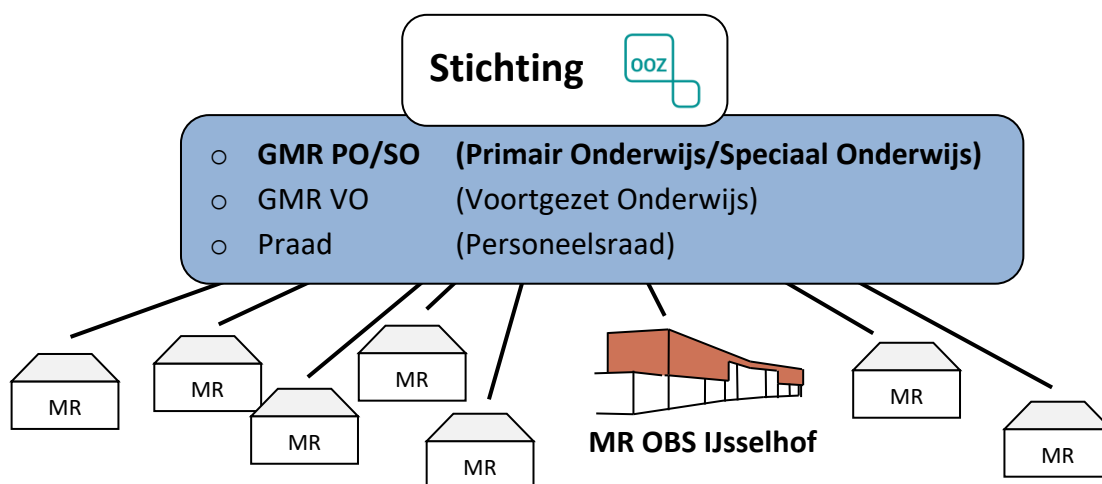 Stichting
OOZ
GMR PO/SO (Primair Onderwijs/Speciaal Onderwijs)
GMR VO (Voortgezet Onderwijs)
Praad (Personeelsraad)
MR
MR
MR
MR
MR
MR OBS IJsselhof
MR
MR